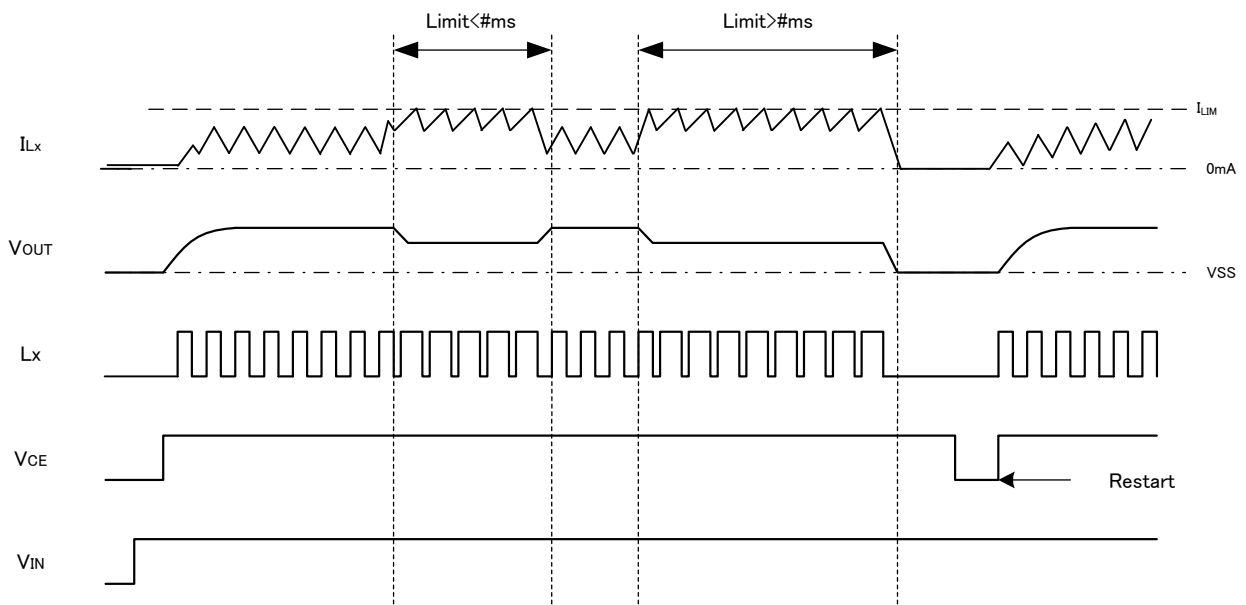 Limit<#ms
Limit>#ms
ILx
ILIM
0mA
VOUT
VSS
Lx
VCE
Restart
VIN